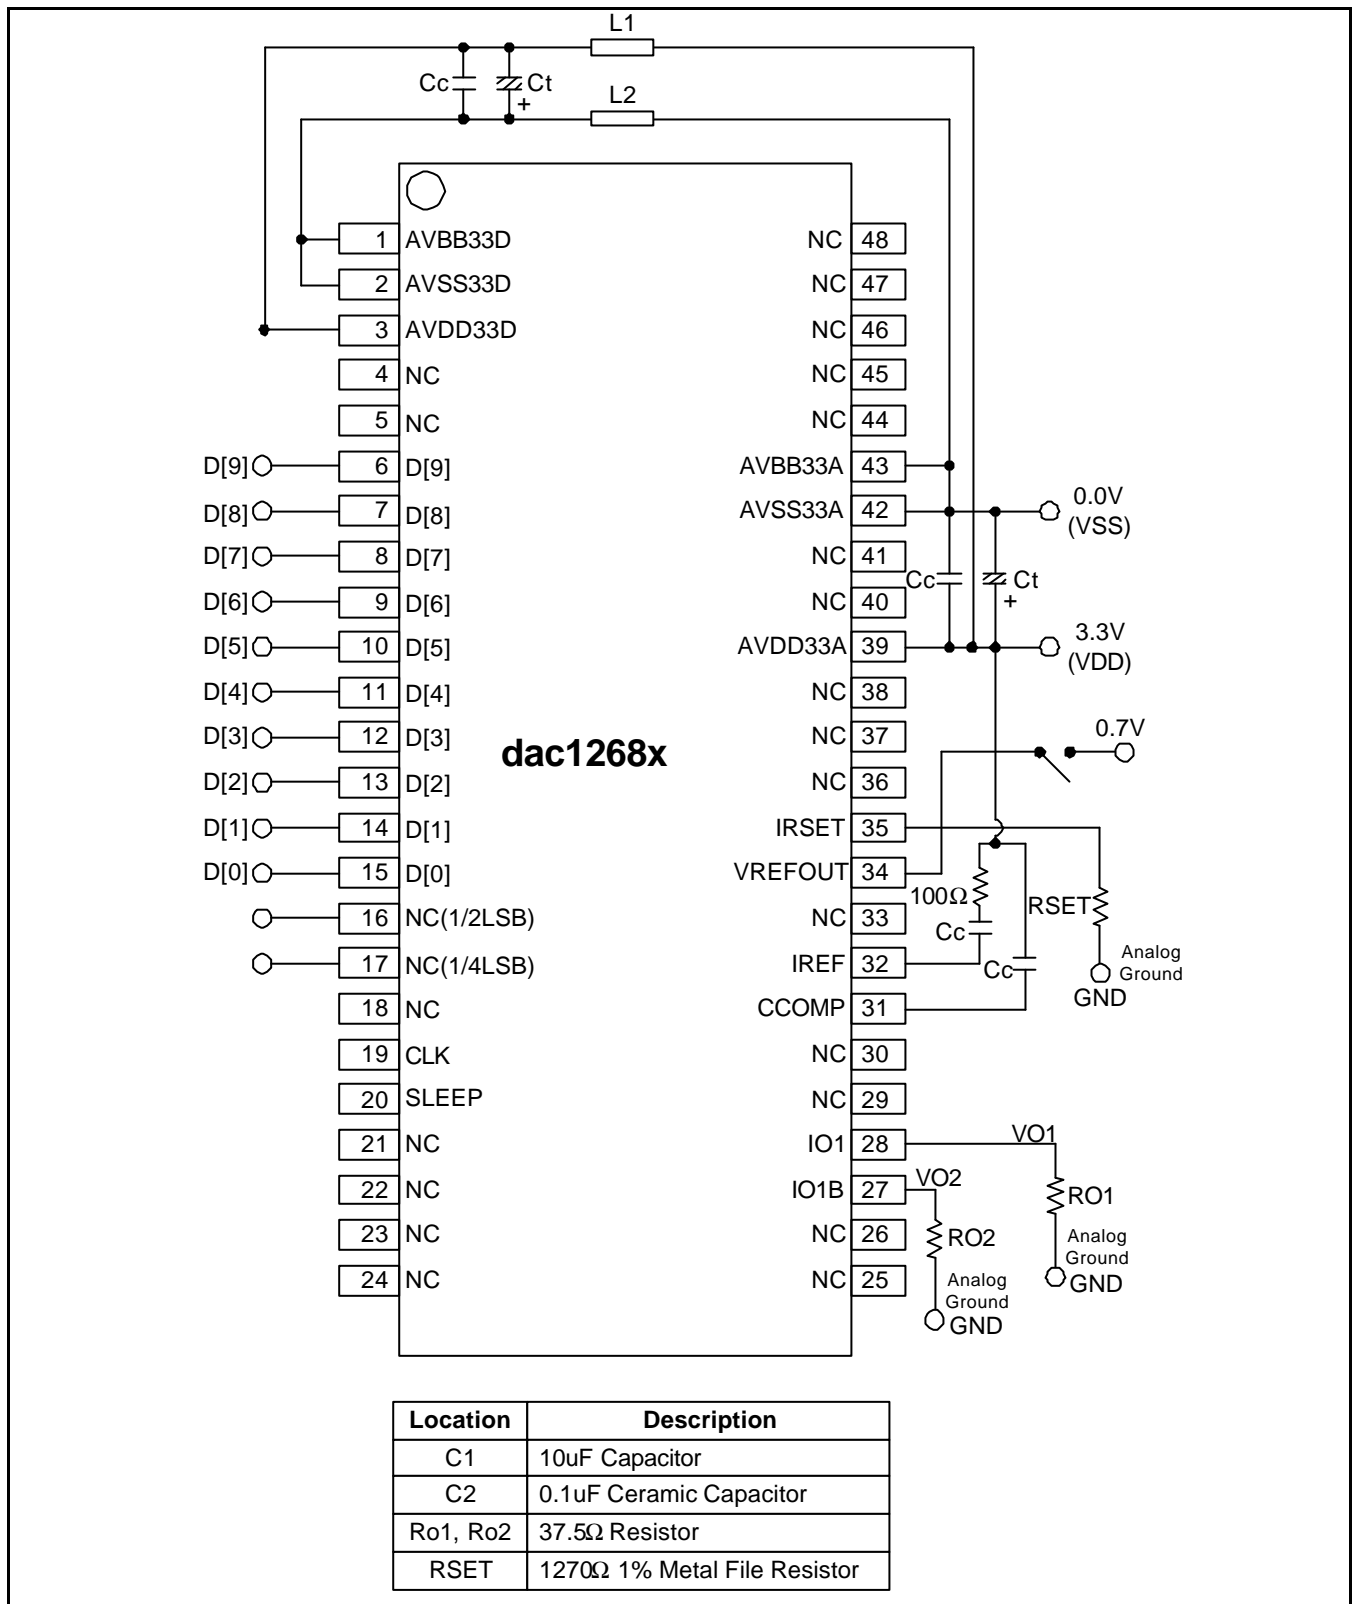 L1
Cc
Ct
+
L2
1 AVBB33D NC 48
2 AVSS33D NC 47
3 AVDD33D NC 46
4 NC NC 45
5 NC NC 44
D[9] 6 D[9] AVBB33A 43
D[8] 7 D[8] AVSS33A 42 0.0V
(VSS)
D[7] 8 D[7] NC 41
Cc
Ct
+
D[6] 9 D[6] NC 40
D[5] 10 D[5] AVDD33A 39 3.3V
(VDD)
D[4] 11 D[4] NC 38
D[3] 12 D[3] NC 37 0.7V
dac1268x
D[2] 13 D[2] NC 36
D[1] 14 D[1] IRSET 35
D[0] 15 D[0] VREFOUT 34
100Ω
RSET
16 NC(1/2LSB) NC 33
Cc
17 NC(1/4LSB) IREF 32
Cc
Analog
Ground
GND
18 NC CCOMP 31
19 CLK NC 30
20 SLEEP NC 29
21 NC IO1 28 VO1
22 NC IO1B 27 VO2
RO1
23 NC NC 26
RO2
Analog
Ground
GND
24 NC NC 25
Analog
Ground
GND
Location Description
C1 10uF Capacitor
C2 0.1uF Ceramic Capacitor
Ro1, Ro2 37.5Ω Resistor
RSET 1270Ω 1% Metal File Resistor